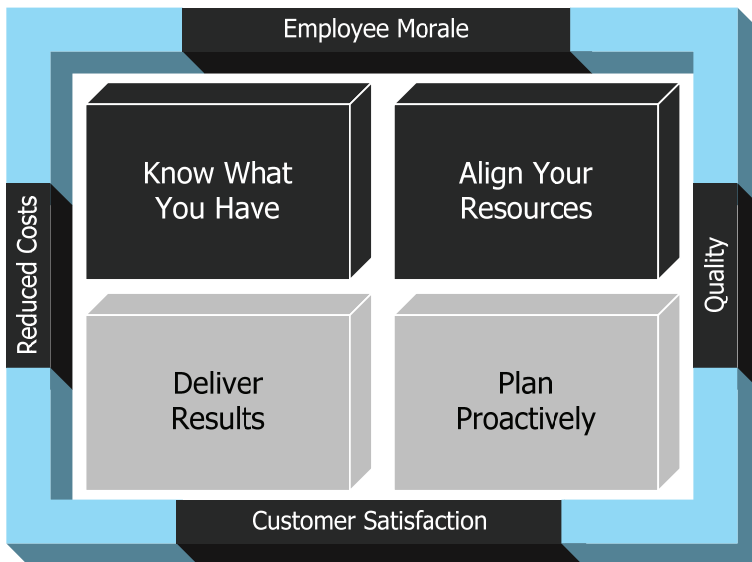 Employee Morale
Know What
You Have
Align Your
Resources
Reduced Costs
Quality
Deliver
Results
Plan
Proactively
Customer Satisfaction